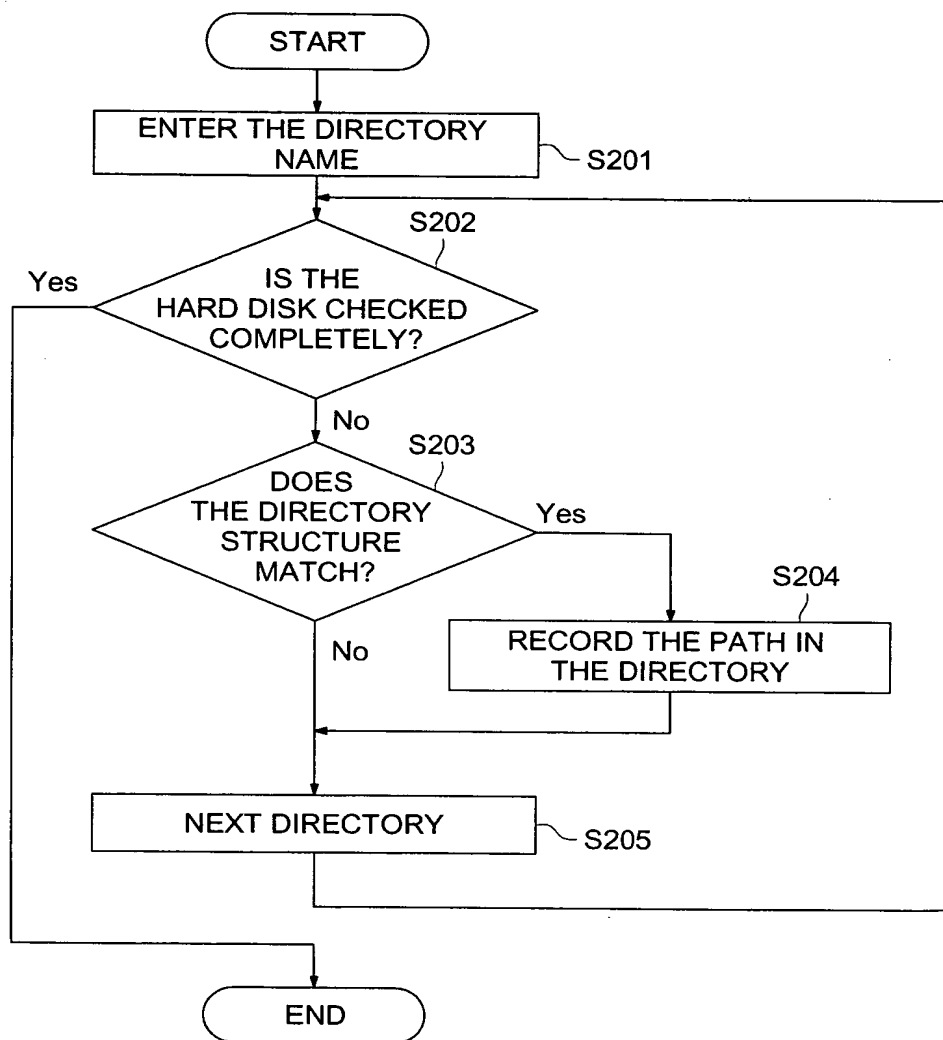 START
ENTER THE DIRECTORY
NAME
S201
S202
Yes
IS THE
HARD DISK CHECKED
COMPLETELY?
No
S203
DOES
THE DIRECTORY
STRUCTURE
MATCH?
Yes
S204
No
RECORD THE PATH IN
THE DIRECTORY
NEXT DIRECTORY
S205
END